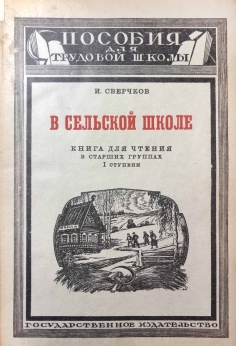 ПОСОБИЯ
ДЛЯ
ТРУДОВОЙ ШКОЛЫ
И. СВЕРЧКОВ
В СЕЛЬСКОЙ ШКОЛЕ
КНИГА ДЛЯ ЧТЕНИЯ
В СТАРШИХ ГРУППАХ
I СТУПЕНИ
ГОСУДАРСТВЕННОЕ ИЗДАТЕЛЬСТВО